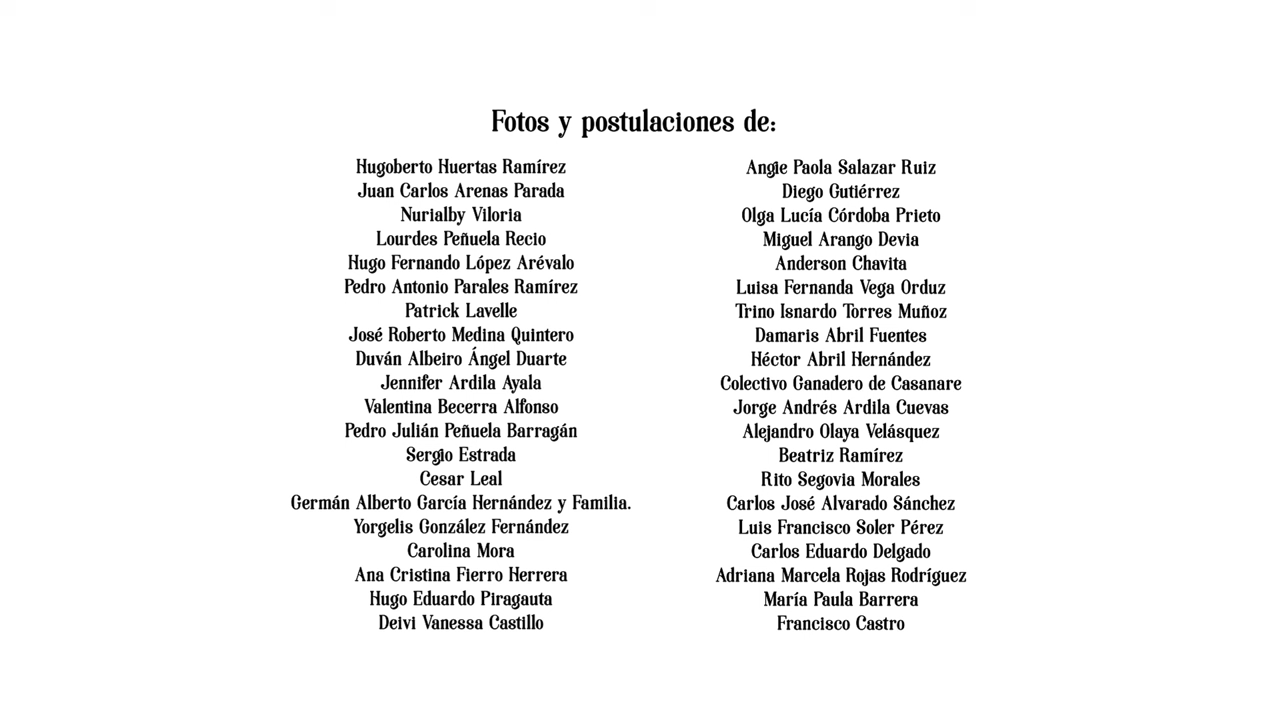 Fotos y postulaciones de:
Hugoberto Huertas Ramírez
Juan Carlos Arenas Parada
Nurialby Viloria
Lourdes Peñuela Recio
Hugo Fernando López Arévalo
Pedro Antonio Parales Ramírez
Patrick Lavelle
José Roberto Medina Quintero
Duván Albeiro Ángel Duarte
Jennifer Ardila Ayala
Valentina Becerra Alfonso
Pedro Julián Peñuela Barragán
Sergio Estrada
Cesar Leal
Germán Alberto García Hernández y Familia.
Yorgelis González Fernández
Carolina Mora
Ana Cristina Fierro Herrera
Hugo Eduardo Piragauta
Deivi Vanessa Castillo
Angie Paola Salazar Ruiz
Diego Gutiérrez
Olga Lucía Córdoba Prieto
Miguel Arango Devia
Anderson Chavita
Luisa Fernanda Vega Orduz
Trino Isnardo Torres Muñoz
Damaris Abril Fuentes
Héctor Abril Hernández
Colectivo Ganadero de Casanare
Jorge Andrés Ardila Cuevas
Alejandro Olaya Velásquez
Beatriz Ramírez
Rito Segovia Morales
Carlos José Alvarado Sánchez
Luis Francisco Soler Pérez
Carlos Eduardo Delgado
Adriana Marcela Rojas Rodríguez
María Paula Barrera
Francisco Castro